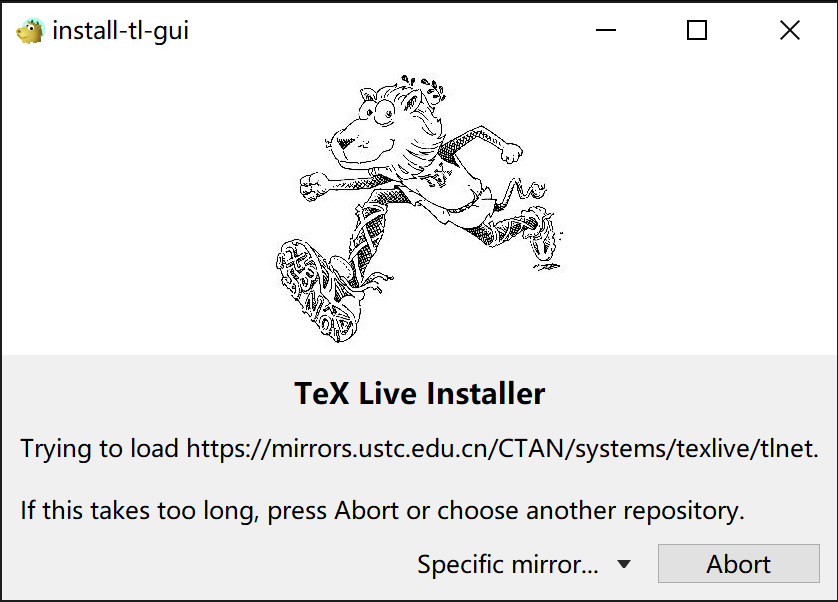 install-tl-gui
TeX Live Installer
Trying to load https://mirrors.ustc.edu.cn/CTAN/systems/texlive/tlnet.
If this takes too long, press Abort or choose another repository.
Specific mirror...
Abort